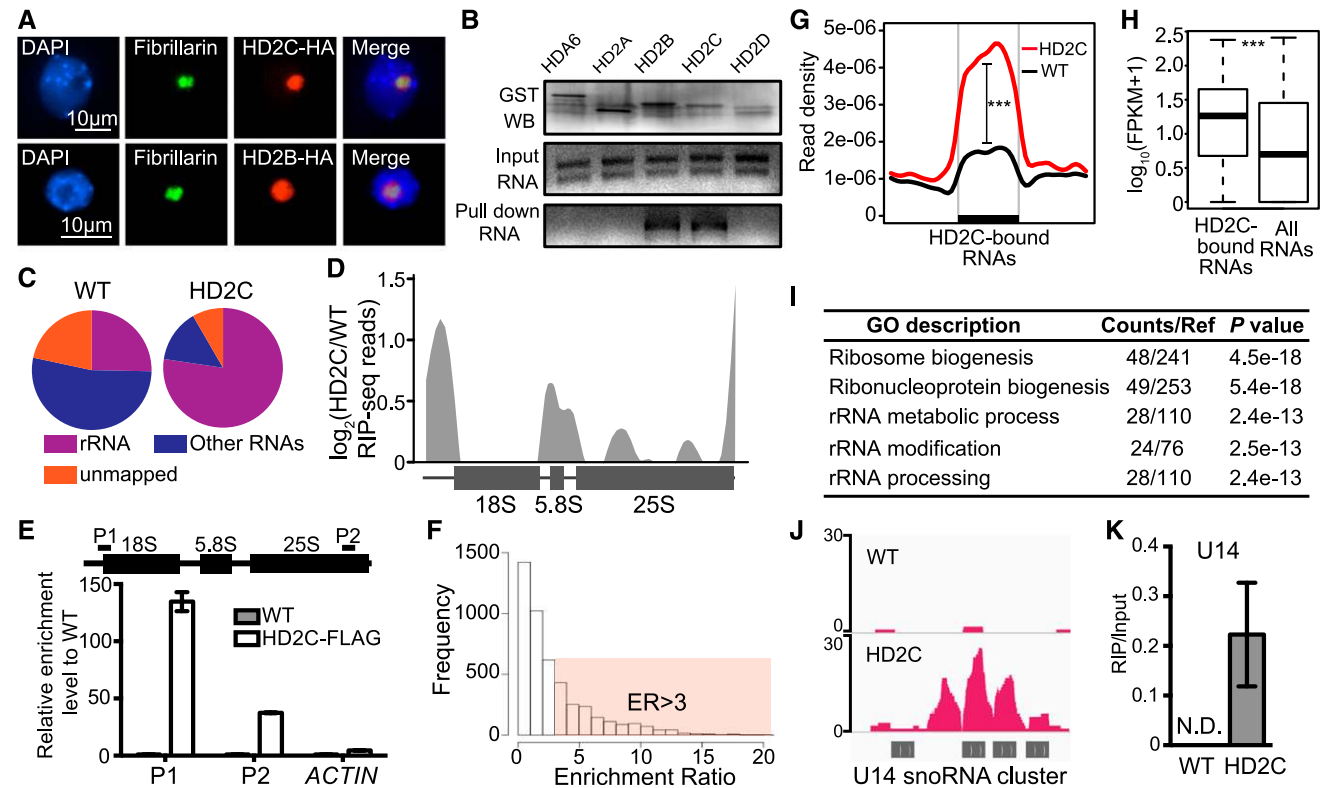 A
DAPI
Fibrillarin
HD2C-HA
Merge
10μm
DAPI
Fibrillarin
HD2B-HA
Merge
10μm
B
HDA6
HD2A
HD2B
HD2C
HD2D
GST
WB
Input
RNA
Pull down
RNA
C
WT
HD2C
rRNA
Other RNAs
unmapped
D
log2(HD2C/WT
RIP-seq reads)
1.5
1.0
0.5
0
18S
5.8S
25S
E
P1
18S
5.8S
25S
P2
Relative enrichment
level to WT
150
100
50
0
WT
HD2C-FLAG
P1
P2
ACTIN
F
Frequency
1500
1000
500
0
ER>3
0
5
10
15
20
Enrichment Ratio
G
Read density
5e-06
4e-06
3e-06
2e-06
1e-06
0
HD2C
WT
***
HD2C-bound
RNAs
H
log10(FPKM+1)
2.5
2.0
1.5
1.0
0.5
0.0
***
HD2C-
bound
RNAs
All
RNAs
I
GO description Counts/Ref P value
Ribosome biogenesis 48/241 4.5e-18
Ribonucleoprotein biogenesis 49/253 5.4e-18
rRNA metabolic process 28/110 2.4e-13
rRNA modification 24/76 2.5e-13
rRNA processing 28/110 2.4e-13
J
30
WT
0
30
HD2C
0
U14 snoRNA cluster
K
RIP/Input
0.4
0.3
0.2
0.1
0
U14
N.D.
WT
HD2C